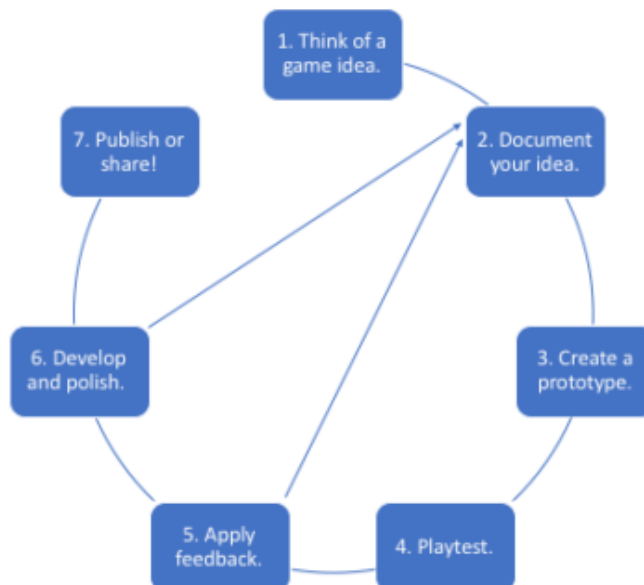 1. Think of a
game idea.
2. Document
your idea.
3. Create a
prototype.
4. Playtest.
5. Apply
feedback.
6. Develop
and polish.
7. Publish or
share!